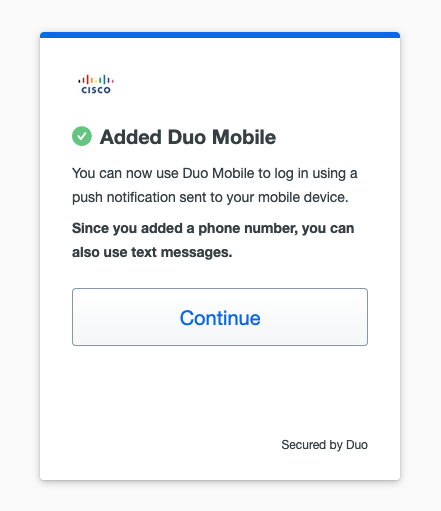 CISCO
Added Duo Mobile
You can now use Duo Mobile to log in using a
push notification sent to your mobile device.
Since you added a phone number, you can
also use text messages.
Continue
Secured by Duo